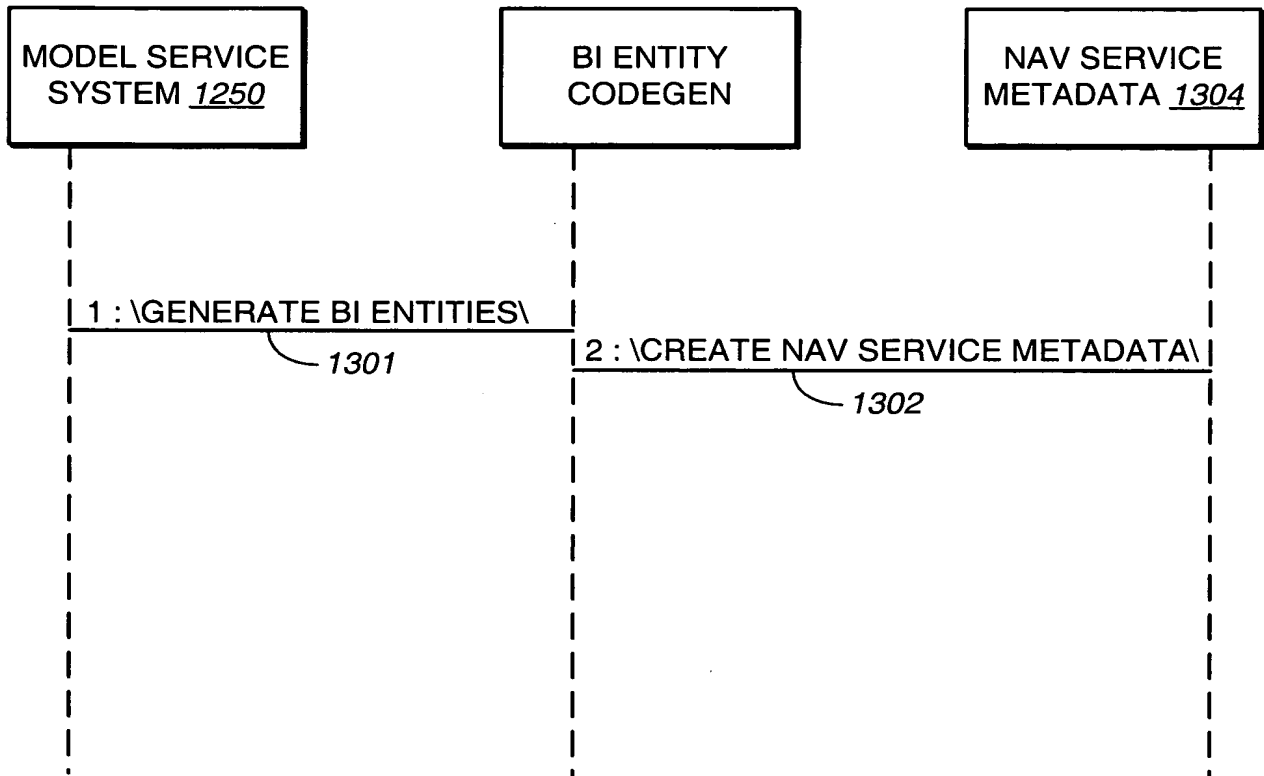 MODEL SERVICE
SYSTEM 1250
BI ENTITY
CODEGEN
NAV SERVICE
METADATA 1304
1 : \GENERATE BI ENTITIES\
1301
2 : \CREATE NAV SERVICE METADATA\
1302